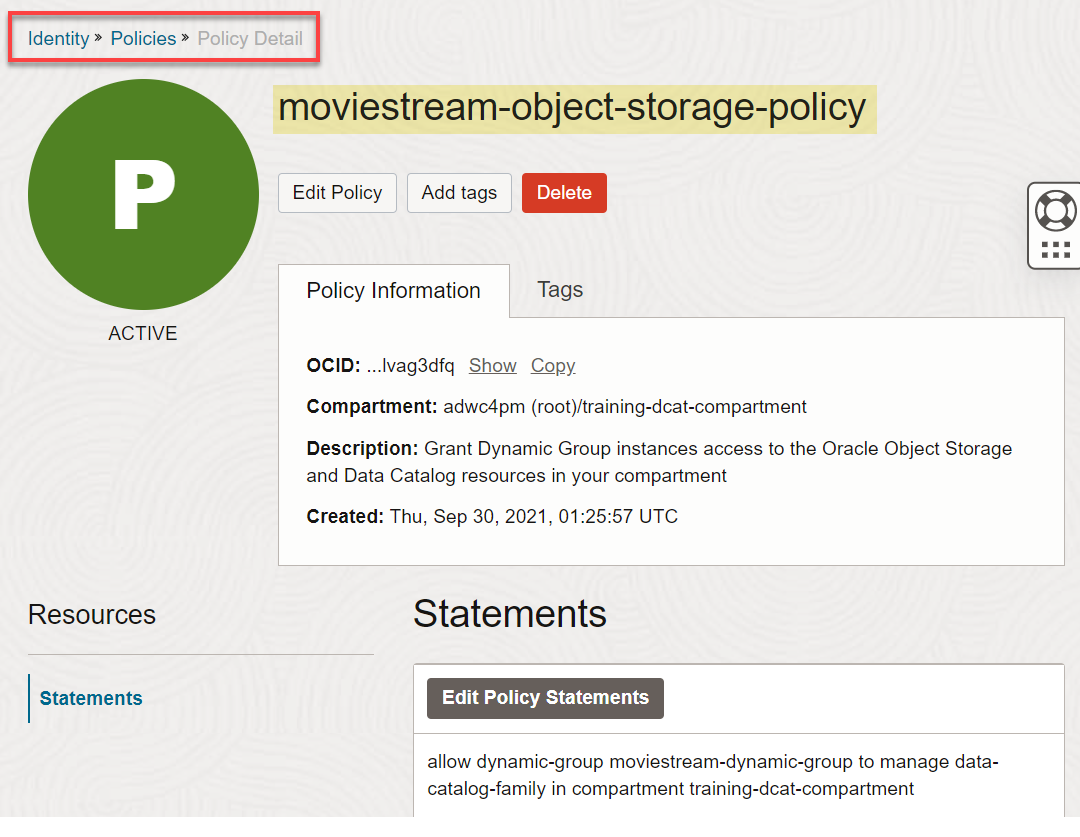 Identity » Policies » Policy Detail
P
ACTIVE
moviestream-object-storage-policy
Edit Policy Add tags Delete
Policy Information Tags
OCID: ...lvag3dfq Show Copy
Compartment: adwc4pm (root)/training-dcat-compartment
Description: Grant Dynamic Group instances access to the Oracle Object Storage
and Data Catalog resources in your compartment
Created: Thu, Sep 30, 2021, 01:25:57 UTC
Resources
Statements
Statements
Edit Policy Statements
allow dynamic-group moviestream-dynamic-group to manage data-
catalog-family in compartment training-dcat-compartment